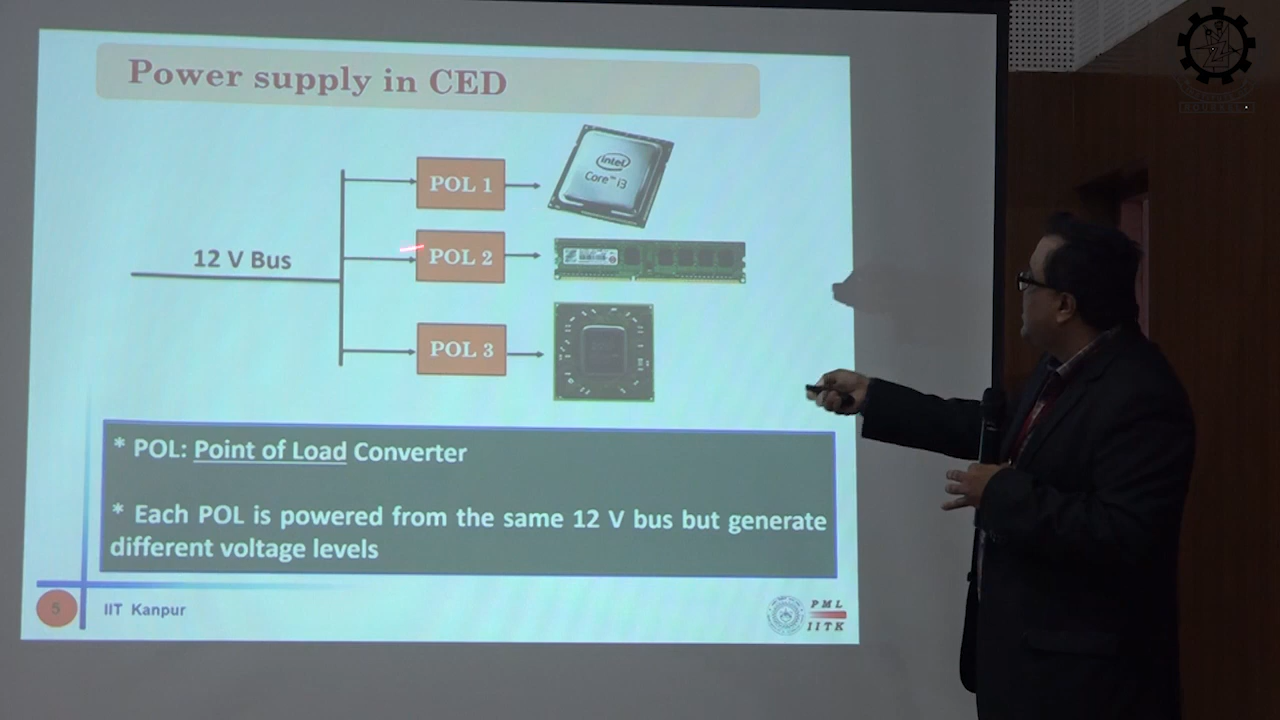 Power supply in CED
12 V Bus
POL 1
POL 2
POL 3
intel
Core™ i3
* POL: Point of Load Converter
* Each POL is powered from the same 12 V bus but generate
different voltage levels
5
IIT Kanpur
PML
IITK